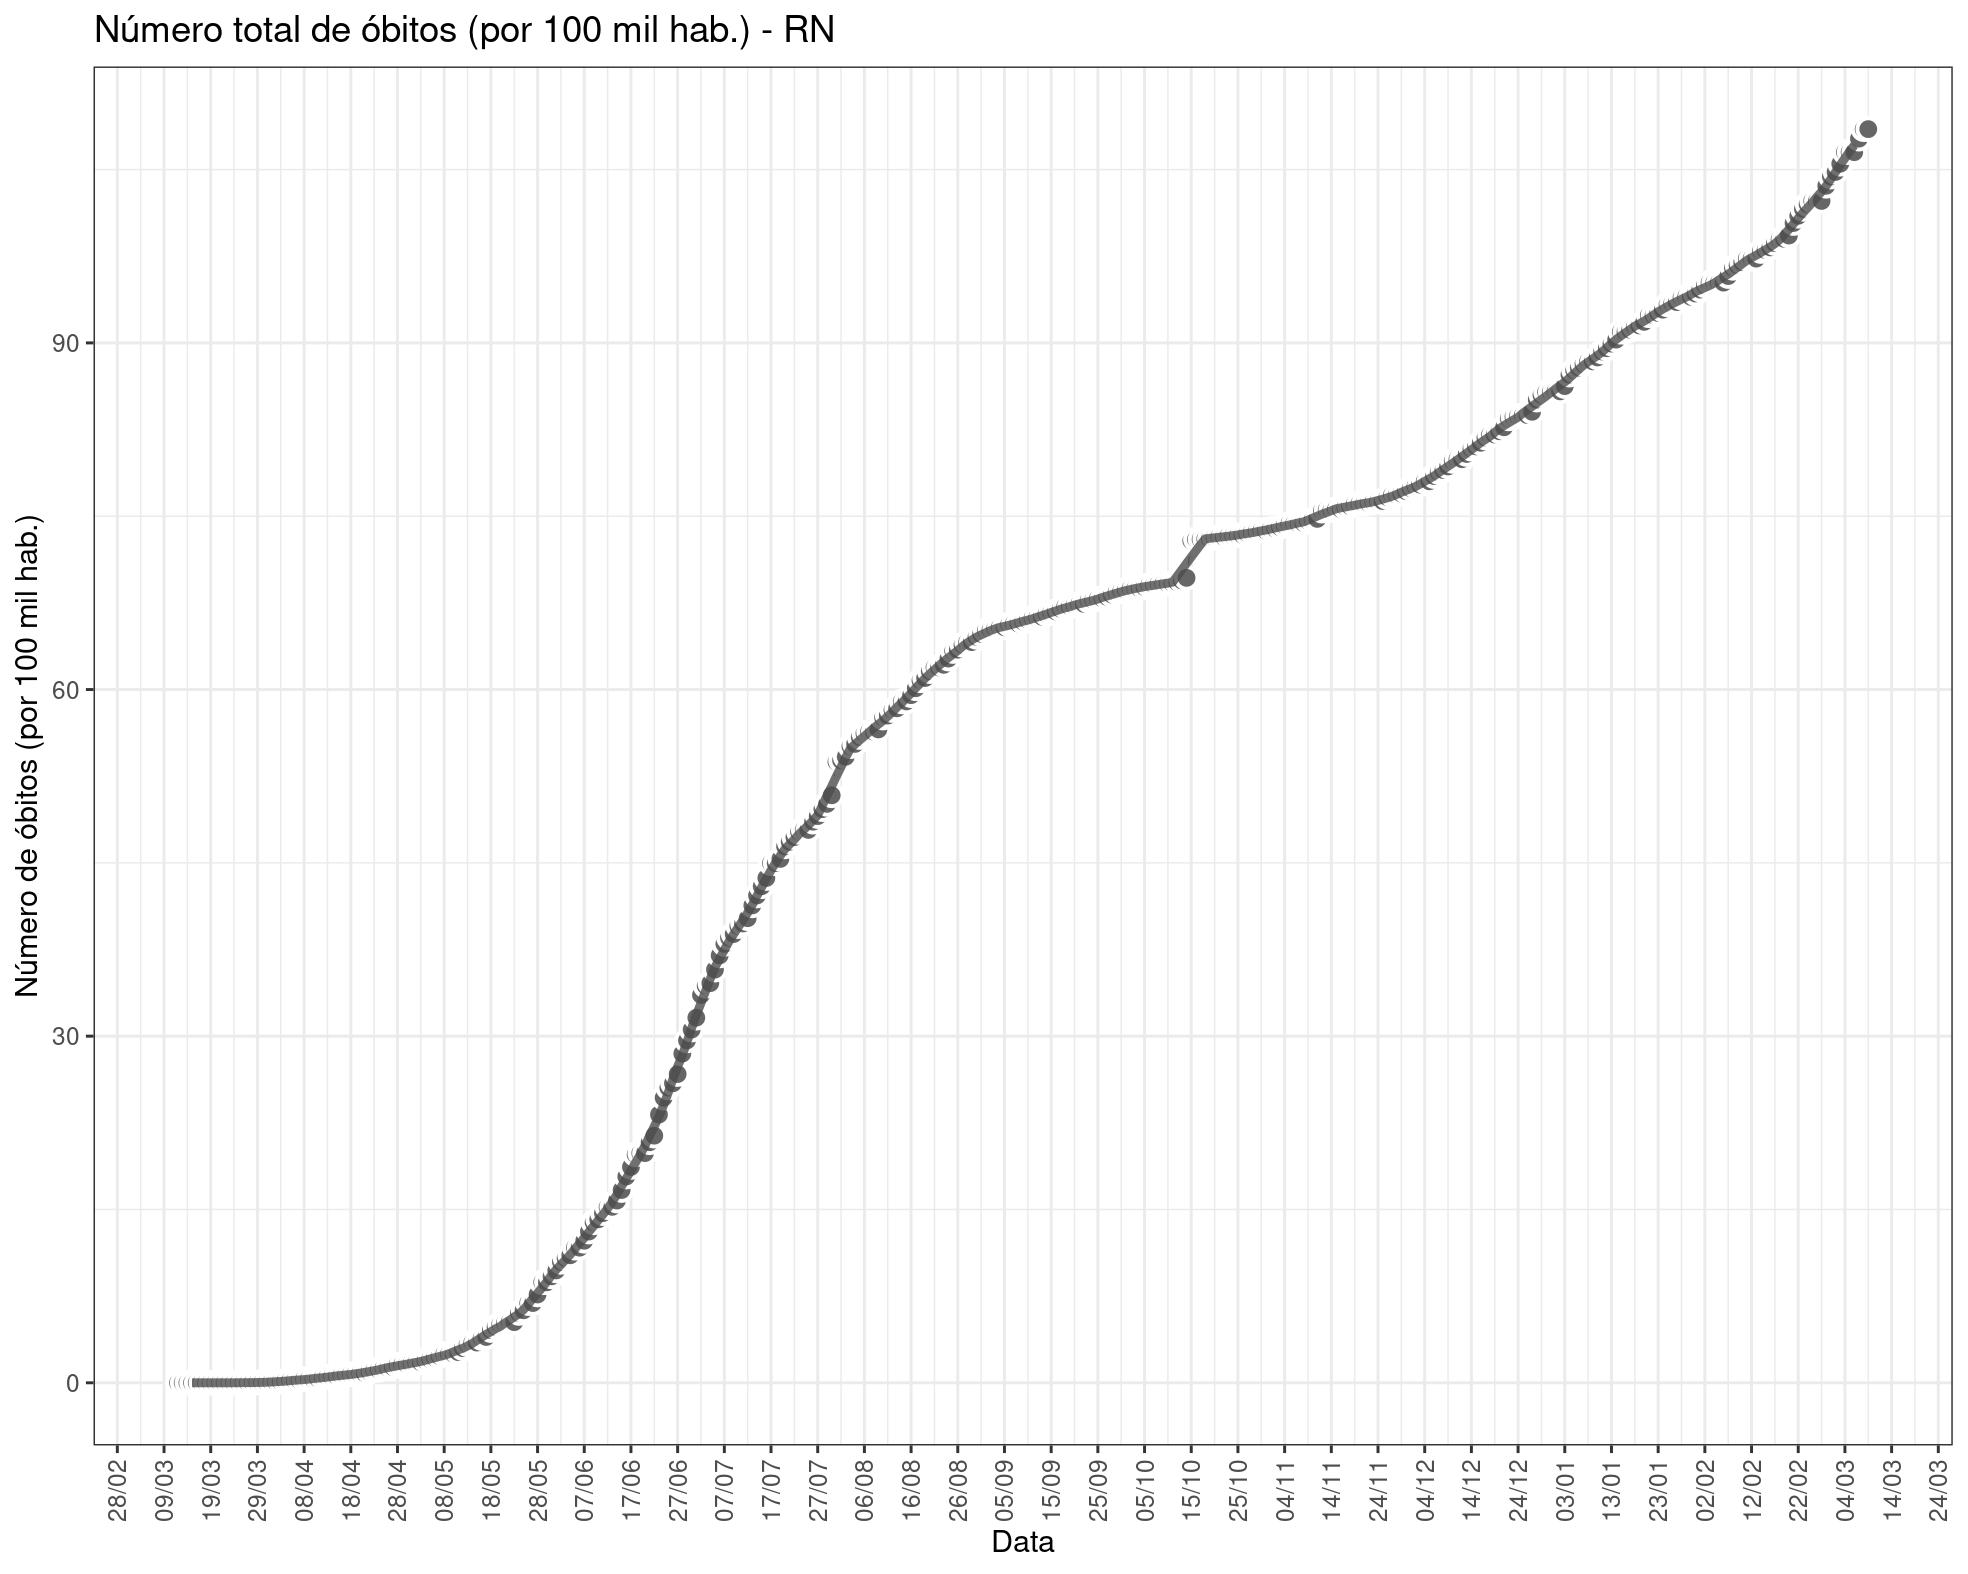 Número total de óbitos (por 100 mil hab.) - RN
Número de óbitos (por 100 mil hab.)
90
60
30
0
28/02 09/03 19/03 29/03 08/04 18/04 28/04 08/05 18/05 28/05 07/06 17/06 27/06 07/07 17/07 27/07 06/08 16/08 26/08 05/09 15/09 25/09 05/10 15/10 25/10 04/11 14/11 24/11 04/12 14/12 24/12 03/01 13/01 23/01 02/02 12/02 22/02 04/03 14/03 24/03
Data